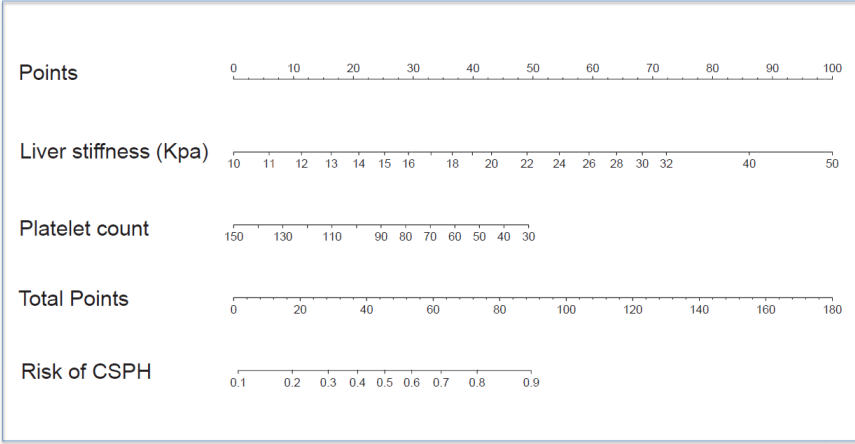 Points 0 10 20 30 40 50 60 70 80 90 100
Liver stiffness (Kpa) 10 11 12 13 14 15 16 18 20 22 24 26 28 30 32 40 50
Platelet count 150 130 110 90 80 70 60 50 40 30
Total Points 0 20 40 60 80 100 120 140 160 180
Risk of CSPH 0.1 0.2 0.3 0.4 0.5 0.6 0.7 0.8 0.9